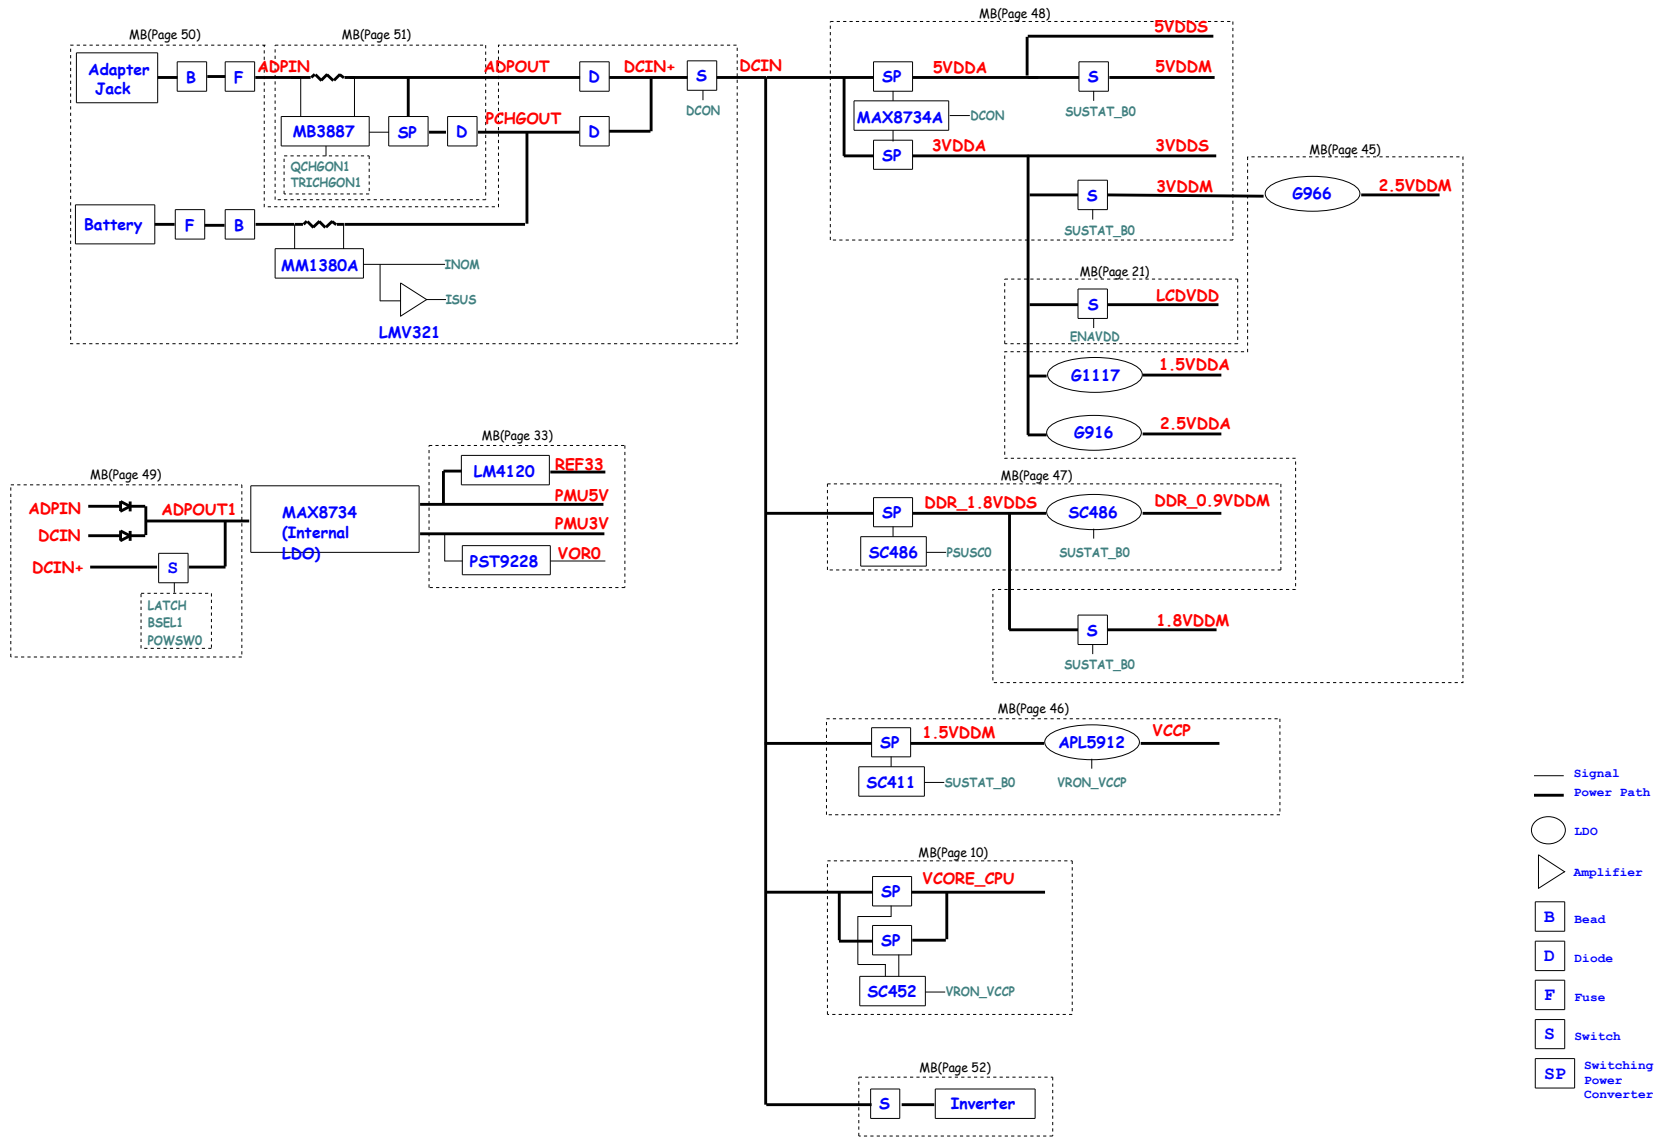 MB(Page 50)
MB(Page 51)
Adapter
Jack
B
F
ADPIN
ADPOUT
D
DCIN+
S
DCIN
DCON
MB3887
SP
D
PCHGOUT
D
QCHGON1
TRICHGON1
Battery
F
B
MM1380A
INOM
ISUS
LMV321
MB(Page 48)
5VDDS
SP
5VDDA
S
5VDDM
SUSTAT_B0
MAX8734A
DCON
SP
3VDDA
3VDDS
S
3VDDM
SUSTAT_B0
MB(Page 45)
G966
2.5VDDM
MB(Page 21)
S
LCDVDD
ENAVDD
G1117
1.5VDDA
G916
2.5VDDA
MB(Page 49)
ADPIN
DCIN
DCIN+
ADPOUT1
S
LATCH
BSEL1
POWSW0
MAX8734
(Internal
LDO)
MB(Page 33)
LM4120
REF33
PMU5V
PMU3V
PST9228
VOR0
MB(Page 47)
SP
DDR_1.8VDDS
SC486
DDR_0.9VDDM
SC486
PSUSC0
SUSTAT_B0
S
1.8VDDM
SUSTAT_B0
MB(Page 46)
SP
1.5VDDM
APL5912
VCCP
SC411
SUSTAT_B0
VRON_VCCP
MB(Page 10)
SP
VCORE_CPU
SP
SC452
VRON_VCCP
MB(Page 52)
S
Inverter
Signal
Power Path
LDO
Amplifier
B
Bead
D
Diode
F
Fuse
S
Switch
SP
Switching
Power
Converter